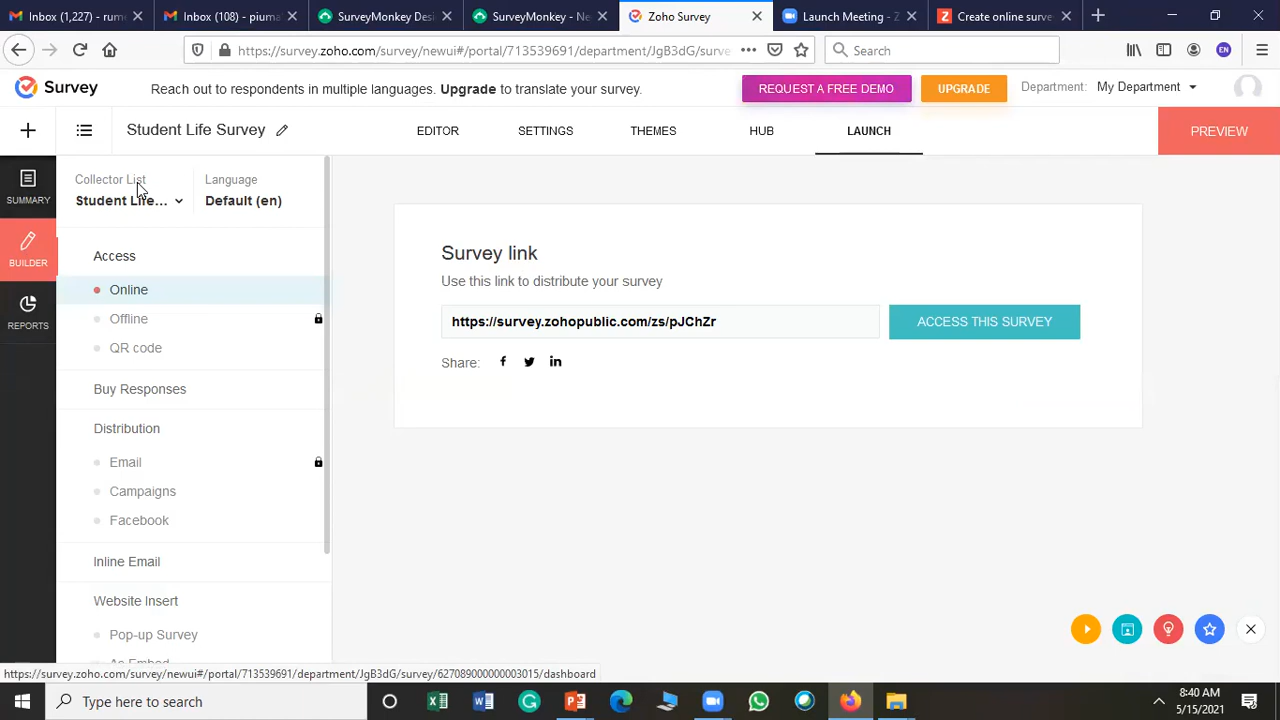 Inbox (1,227) - rume
Inbox (108) - piuma
SurveyMonkey Des
SurveyMonkey - Ne
Zoho Survey
Launch Meeting - Z
Create online surve
https://survey.zoho.com/survey/newui#/portal/713539691/department/JgB3dG/surve
Search
EN
Survey
Reach out to respondents in multiple languages. Upgrade to translate your survey.
REQUEST A FREE DEMO
UPGRADE
Department: My Department
Student Life Survey
EDITOR
SETTINGS
THEMES
HUB
LAUNCH
PREVIEW
SUMMARY
BUILDER
REPORTS
Collector List
Language
Student Life...
Default (en)
Access
Online
Offline
QR code
Buy Responses
Distribution
Email
Campaigns
Facebook
Inline Email
Website Insert
Pop-up Survey
As Embed
Survey link
Use this link to distribute your survey
https://survey.zohopublic.com/zs/pJChZr
ACCESS THIS SURVEY
Share:
https://survey.zoho.com/survey/newui#/portal/713539691/department/JgB3dG/survey/627089000000003015/dashboard
Type here to search
8:40 AM
5/15/2021